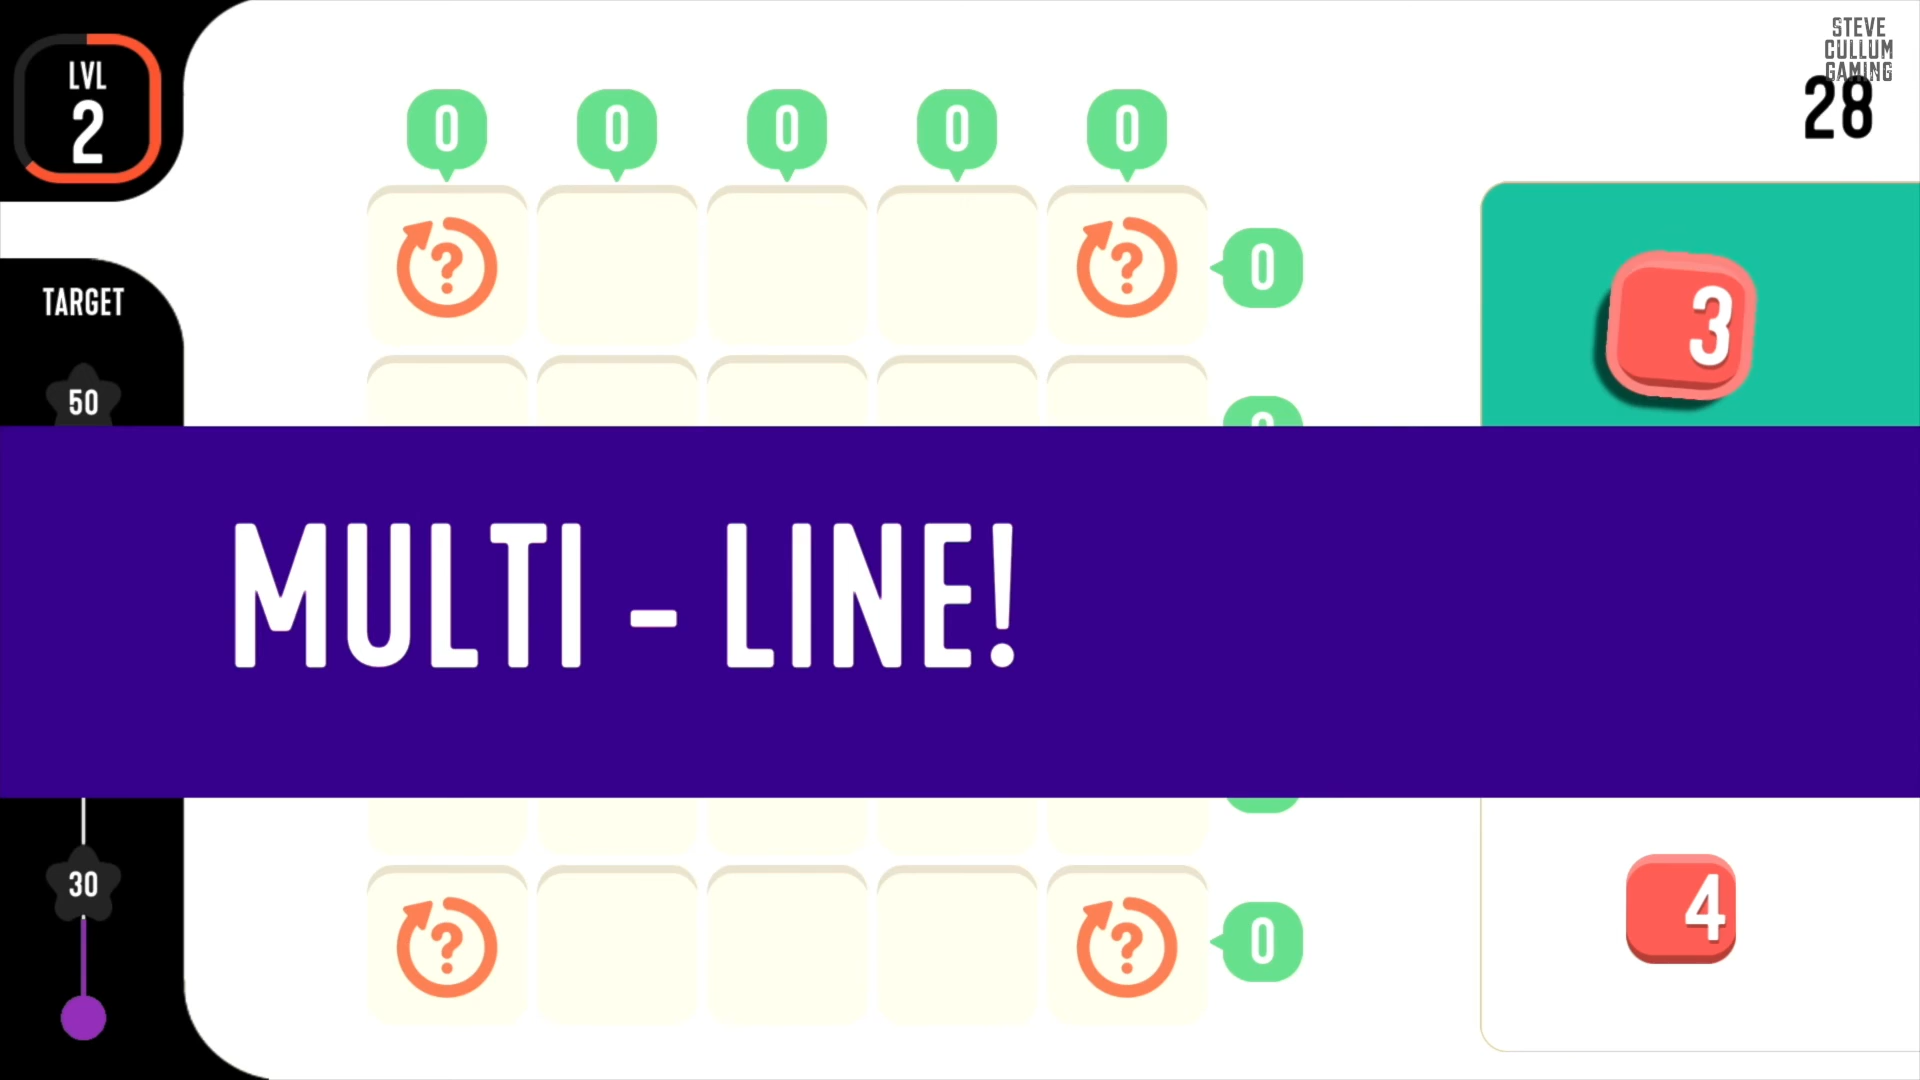 LVL
2
0 0 0 0 0
STEVE
CULLUM
GAMING
28
? ? 0
TARGET
3
50
MULTI - LINE!
30
4
? ? 0